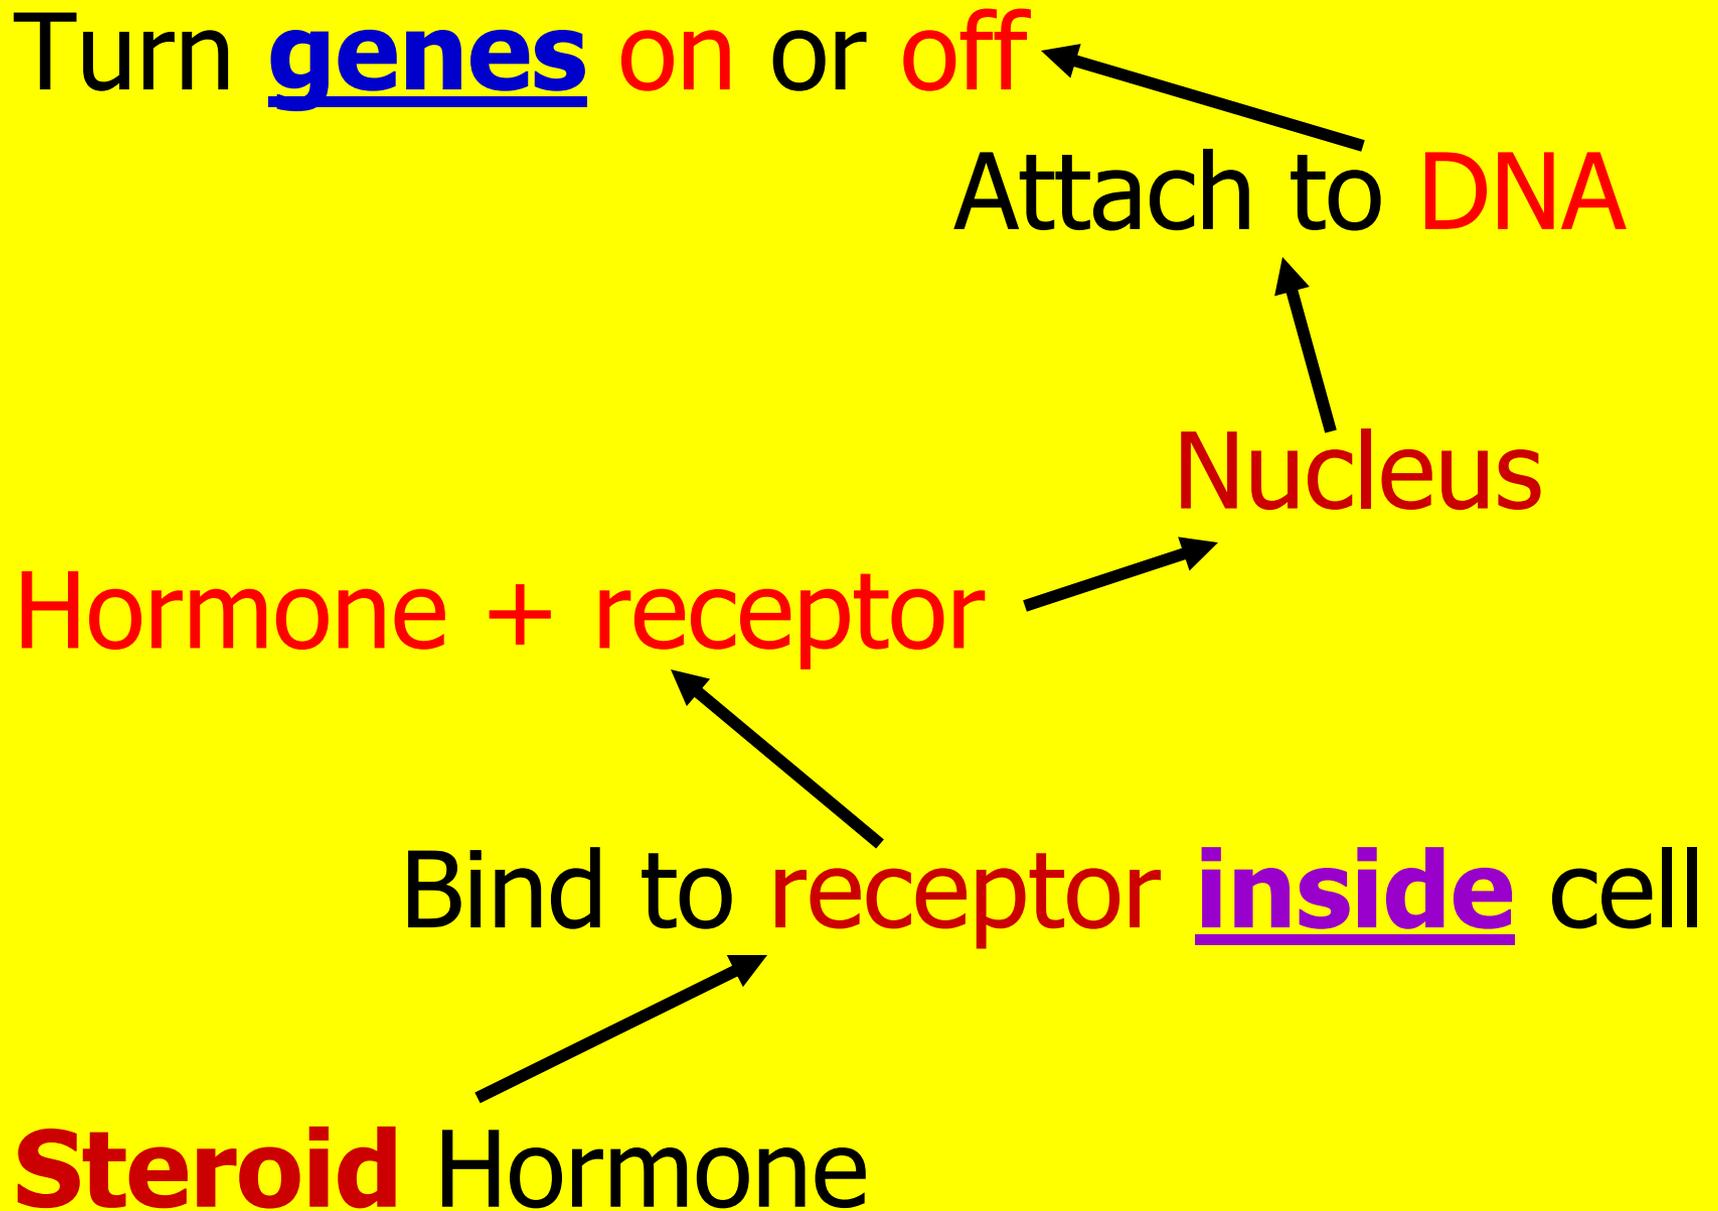 Turn genes on or off
Attach to DNA
Nucleus
Hormone + receptor
Bind to receptor inside cell
Steroid Hormone